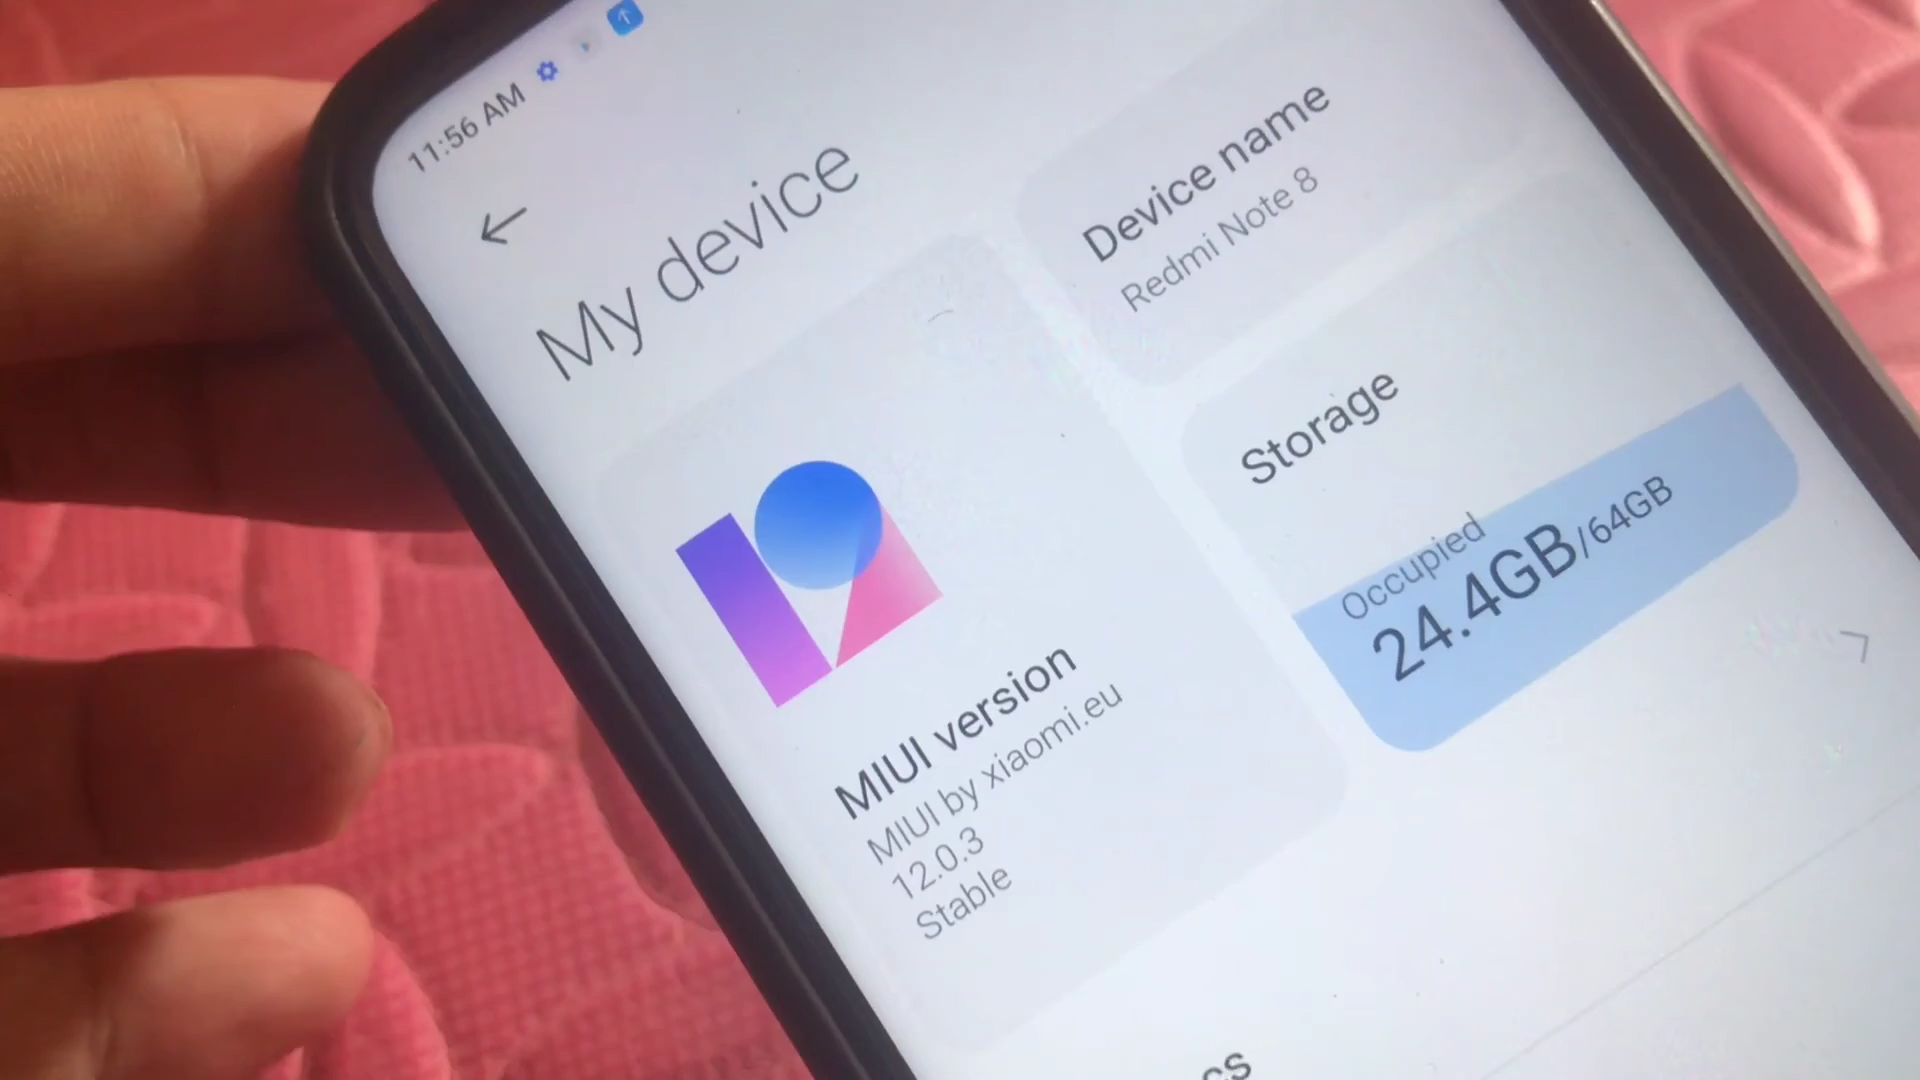 11:56 AM
My device
Device name
Redmi Note 8
MIUI version
MIUI by xiaomi.eu
12.0.3
Stable
Storage
Occupied
24.4GB/64GB